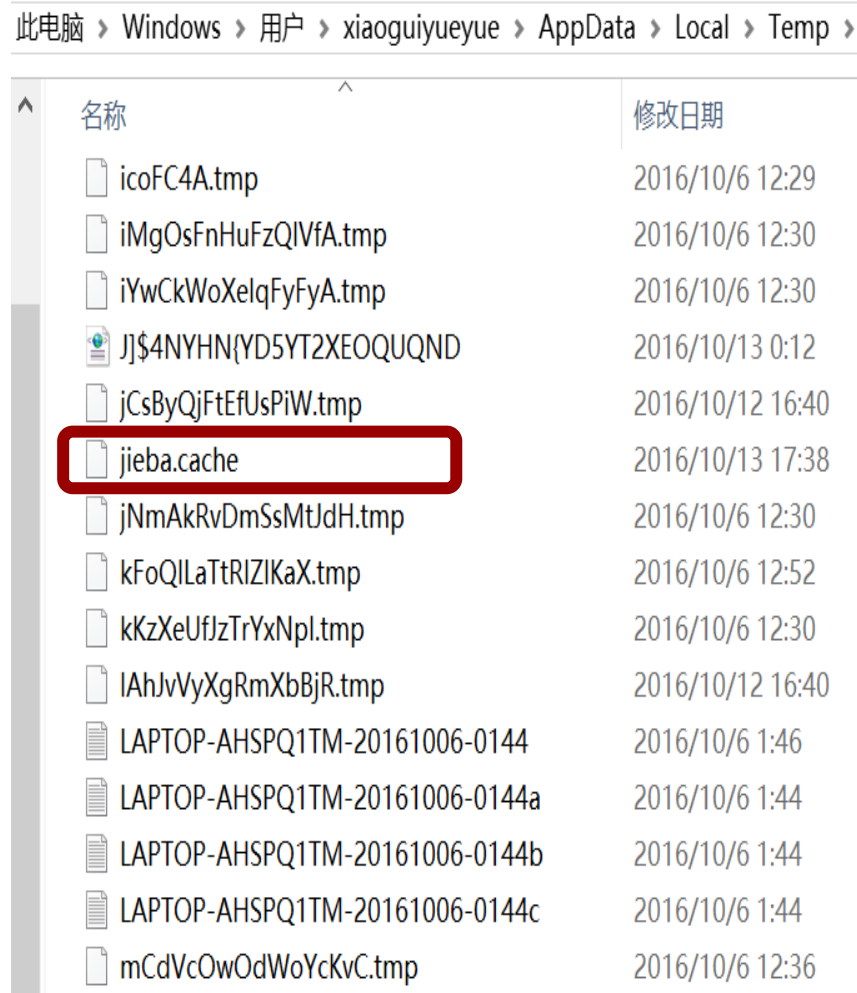 此电脑 > Windows > 用户 > xiaoguiyueyue > AppData > Local > Temp >
名称 修改日期
icoFC4A.tmp 2016/10/6 12:29
iMgOsFnHuFzQlVfA.tmp 2016/10/6 12:30
iYwCkWoXeIqFyFyA.tmp 2016/10/6 12:30
J]$4NYHN{YD5YT2XEOQUQND 2016/10/13 0:12
jCsByQjFtEfUsPiW.tmp 2016/10/12 16:40
jieba.cache 2016/10/13 17:38
jNmAkRvDmSsMtJdH.tmp 2016/10/6 12:30
kFoQlLaTtRlZlKaX.tmp 2016/10/6 12:52
kKzXeUfJzTrYxNpI.tmp 2016/10/6 12:30
lAhJvVyXgRmXbBjR.tmp 2016/10/12 16:40
LAPTOP-AHSPQ1TM-20161006-0144 2016/10/6 1:46
LAPTOP-AHSPQ1TM-20161006-0144a 2016/10/6 1:44
LAPTOP-AHSPQ1TM-20161006-0144b 2016/10/6 1:44
LAPTOP-AHSPQ1TM-20161006-0144c 2016/10/6 1:44
mCdVcOwOdWoYcKvC.tmp 2016/10/6 12:36